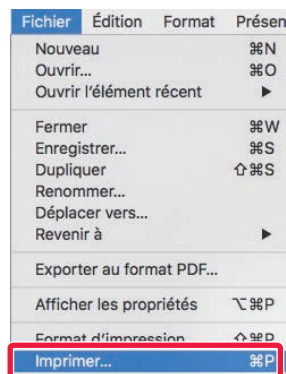 Fichier Édition Format Présen
Nouveau ⌘N
Ouvrir... ⌘O
Ouvrir l'élément récent ▶
Fermer ⌘W
Enregistrer... ⌘S
Dupliquer ⇧⌘S
Renommer...
Déplacer vers...
Revenir à ▶
Exporter au format PDF...
Afficher les propriétés ⌥⌘P
Format d'impression ⇧⌘P
Imprimer... ⌘P